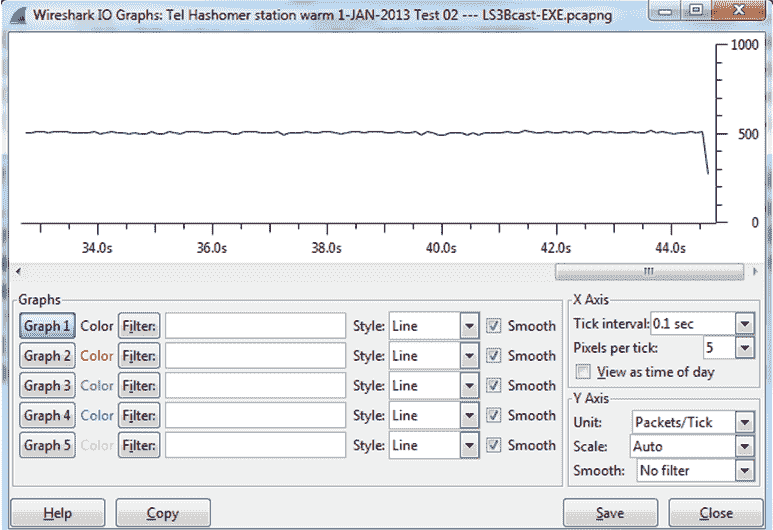 Wireshark IO Graphs: Tel Hashomer station warm 1-JAN-2013 Test 02 --- LS3Bcast-EXE.pcapng
1000
500
0
34.0s 36.0s 38.0s 40.0s 42.0s 44.0s
Graphs
Graph 1 Color Filter: Style: Line Smooth
Graph 2 Color Filter: Style: Line Smooth
Graph 3 Color Filter: Style: Line Smooth
Graph 4 Color Filter: Style: Line Smooth
Graph 5 Color Filter: Style: Line Smooth
X Axis
Tick interval: 0.1 sec
Pixels per tick: 5
View as time of day
Y Axis
Unit: Packets/Tick
Scale: Auto
Smooth: No filter
Help Copy Save Close